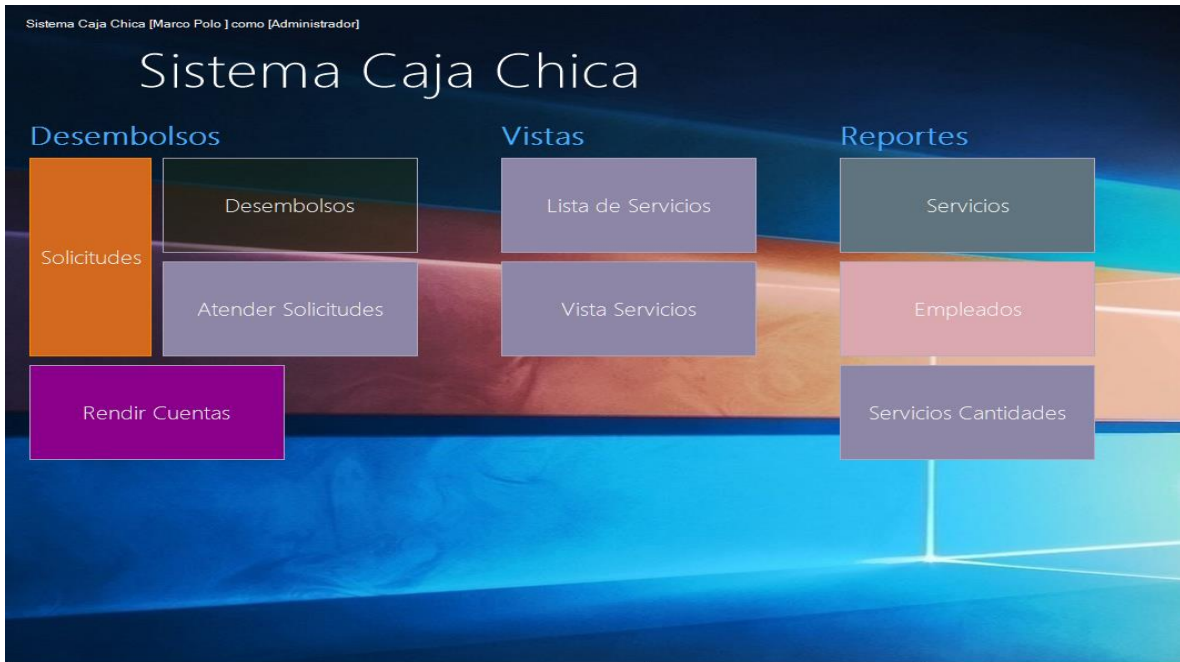 Sistema Caja Chica [Marco Polo ] como [Administrador]
Sistema Caja Chica
Desembolsos
Solicitudes
Desembolsos
Atender Solicitudes
Rendir Cuentas
Vistas
Lista de Servicios
Vista Servicios
Reportes
Servicios
Empleados
Servicios Cantidades